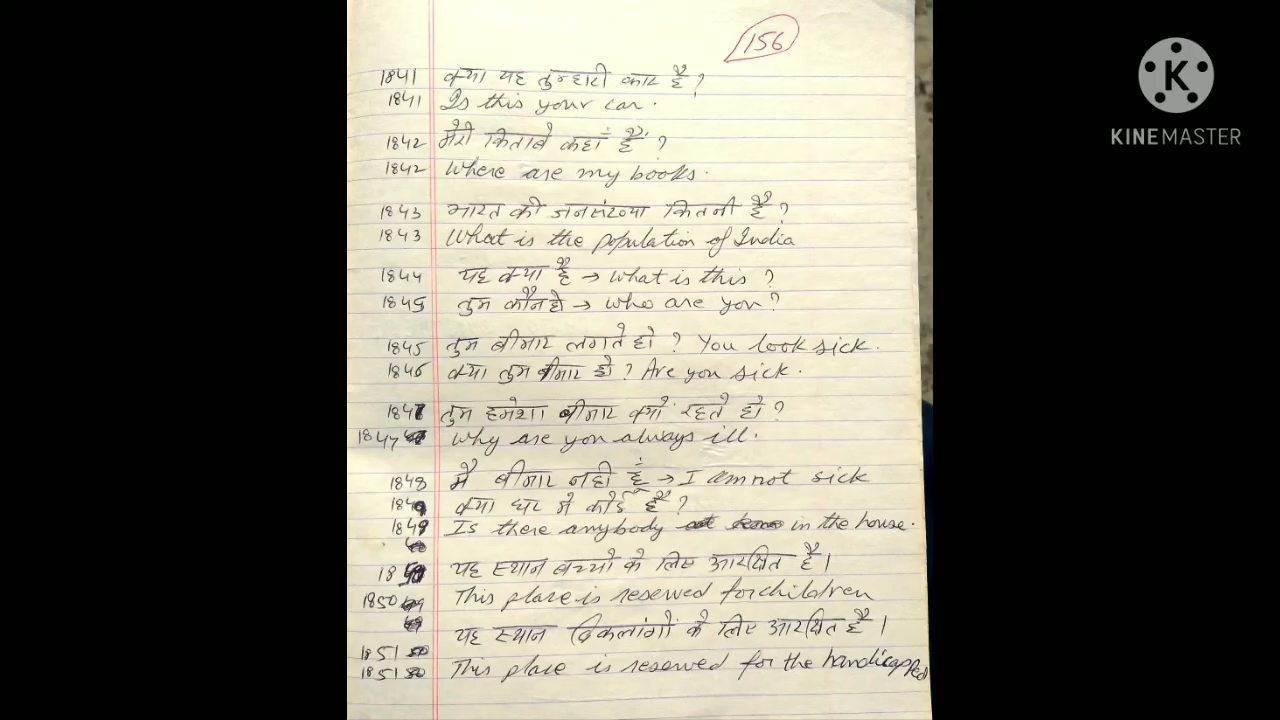 156
1841 क्या यह तुम्हारी कार है ?
1841 Is this your car.
1842 मेरी किताबें कहां हैं ?
1842 Where are my books.
1843 भारत की जनसंख्या कितनी है ?
1843 What is the population of India
1844 यह क्या है → What is this ?
1845 तुम कौन हो → Who are you ?
1845 तुम बीमार लगते हो ? You look sick.
1846 क्या तुम बीमार हो ? Are you sick.
1847 तुम हमेशा बीमार क्यों रहते हो ?
1847 Why are you always ill.
1848 मैं बीमार नहीं हूं → I am not sick
1849 क्या घर में कोई है ?
1849 Is there anybody in the house.
1850 यह स्थान बच्चों के लिए आरक्षित है।
1850 This place is reserved for children
यह स्थान विकलांगों के लिए आरक्षित है।
1851
1851 This place is reserved for the handicapped
KINEMASTER